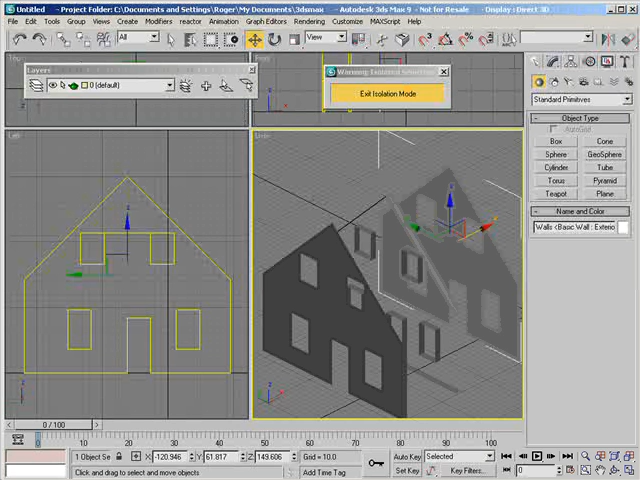 Untitled - Project Folder: C:\Documents and Settings\Roger\My Documents\3dsmax - Autodesk 3ds Max 9 - Not for Resale - Display : Direct 3D
File Edit Tools Group Views Create Modifiers reactor Animation Graph Editors Rendering Customize MAXScript Help
All View
Layers
0 (default)
Exit Isolation Mode
Top
Left
User
Standard Primitives
Object Type
AutoGrid
Box Cone
Sphere GeoSphere
Cylinder Tube
Torus Pyramid
Teapot Plane
Name and Color
Walls <Basic Wall : Exterio
0 / 100
0 10 20 30 40 50 60 70 80 90 100
1 Object Sele X: -120.946 Y: 61.817 Z: 149.606 Grid = 10.0 Auto Key Selected
Click and drag to select and move objects Add Time Tag Set Key Key Filters... 0